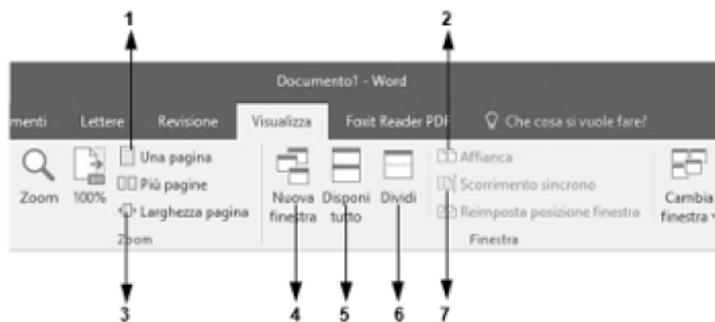 1 2
Documento1 - Word
menti Lettere Revisione Visualizza Foxit Reader PDF Che cosa si vuole fare?
Una pagina Affianca
Più pagine Scorrimento sincrono
Zoom 100% Larghezza pagina Nuova finestra Disponi tutto Dividi Reimposta posizione finestra Cambia finestra
Zoom Finestra
3 4 5 6 7